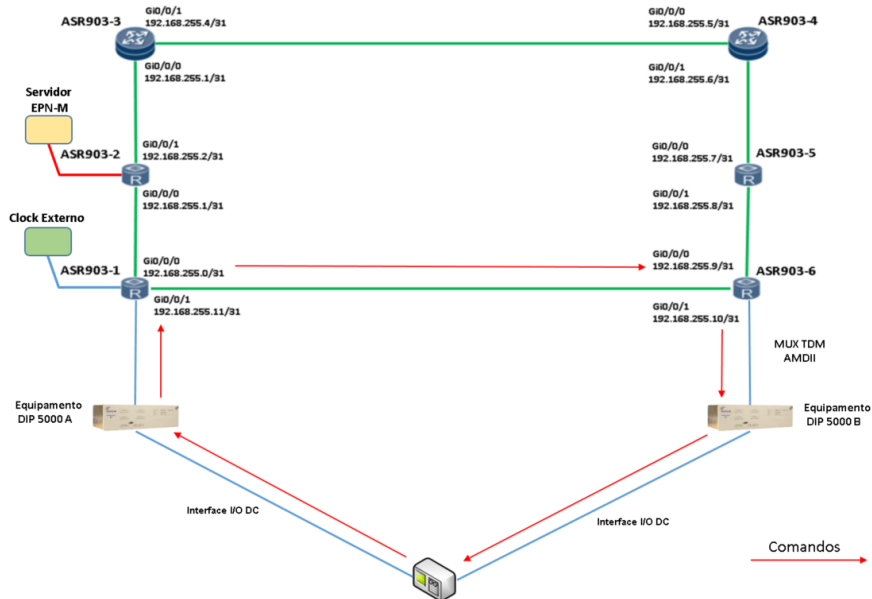 Gi0/0/1
192.168.255.4/31
ASR903-3
Gi0/0/0
192.168.255.5/31
ASR903-4
Gi0/0/0
192.168.255.1/31
Gi0/0/1
192.168.255.6/31
Servidor
EPN-M
ASR903-2
Gi0/0/1
192.168.255.2/31
Gi0/0/0
192.168.255.7/31
ASR903-5
R
R
Gi0/0/0
192.168.255.1/31
Gi0/0/1
192.168.255.8/31
Clock Externo
ASR903-1
Gi0/0/0
192.168.255.0/31
Gi0/0/0
192.168.255.9/31
ASR903-6
R
R
Gi0/0/1
192.168.255.11/31
Gi0/0/1
192.168.255.10/31
MUX TDM
AMDII
Equipamento
DIP 5000 A
Equipamento
DIP 5000 B
Interface I/O DC
Interface I/O DC
Comandos